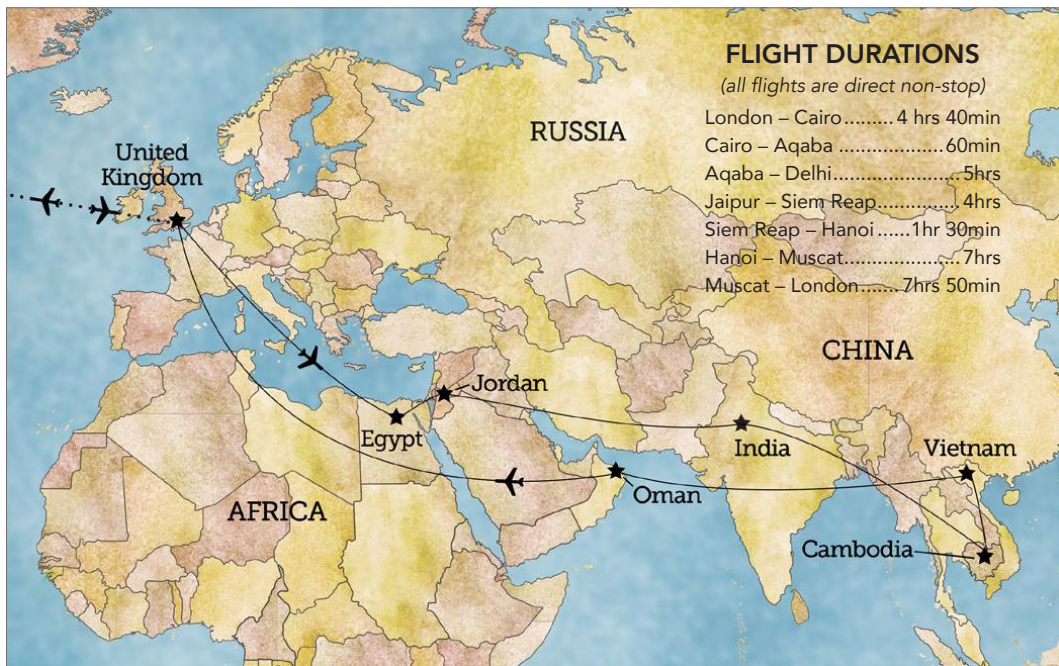 FLIGHT DURATIONS
(all flights are direct non-stop)
London – Cairo......... 4 hrs 40min
Cairo – Aqaba ..................60min
Aqaba – Delhi......................5hrs
Jaipur – Siem Reap..............4hrs
Siem Reap – Hanoi ......1hr 30min
Hanoi – Muscat....................7hrs
Muscat – London.......7hrs 50min
RUSSIA
United
Kingdom
CHINA
Jordan
Egypt
India
Vietnam
Oman
AFRICA
Cambodia